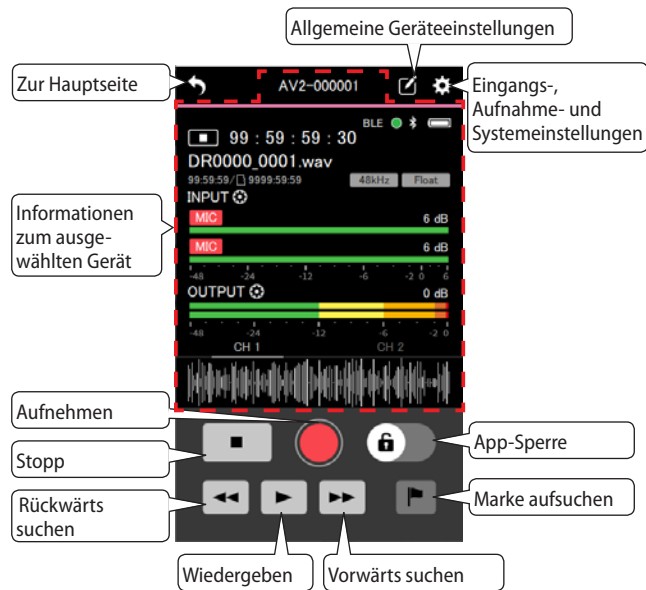 Allgemeine Geräteeinstellungen
Zur Hauptseite
AV2-000001
Eingangs-,
Aufnahme- und
Systemeinstellungen
BLE
99 : 59 : 59 : 30
DR0000_0001.wav
99:59:59/ 9999:59:59
48kHz Float
INPUT
MIC 6 dB
MIC 6 dB
-48 -24 -12 -6 -2 0 6
Informationen
zum ausge-
wählten Gerät
OUTPUT 0 dB
-48 -24 -12 -6 -2 0
CH 1 CH 2
Aufnehmen
App-Sperre
Stopp
Rückwärts
suchen
Marke aufsuchen
Wiedergeben
Vorwärts suchen